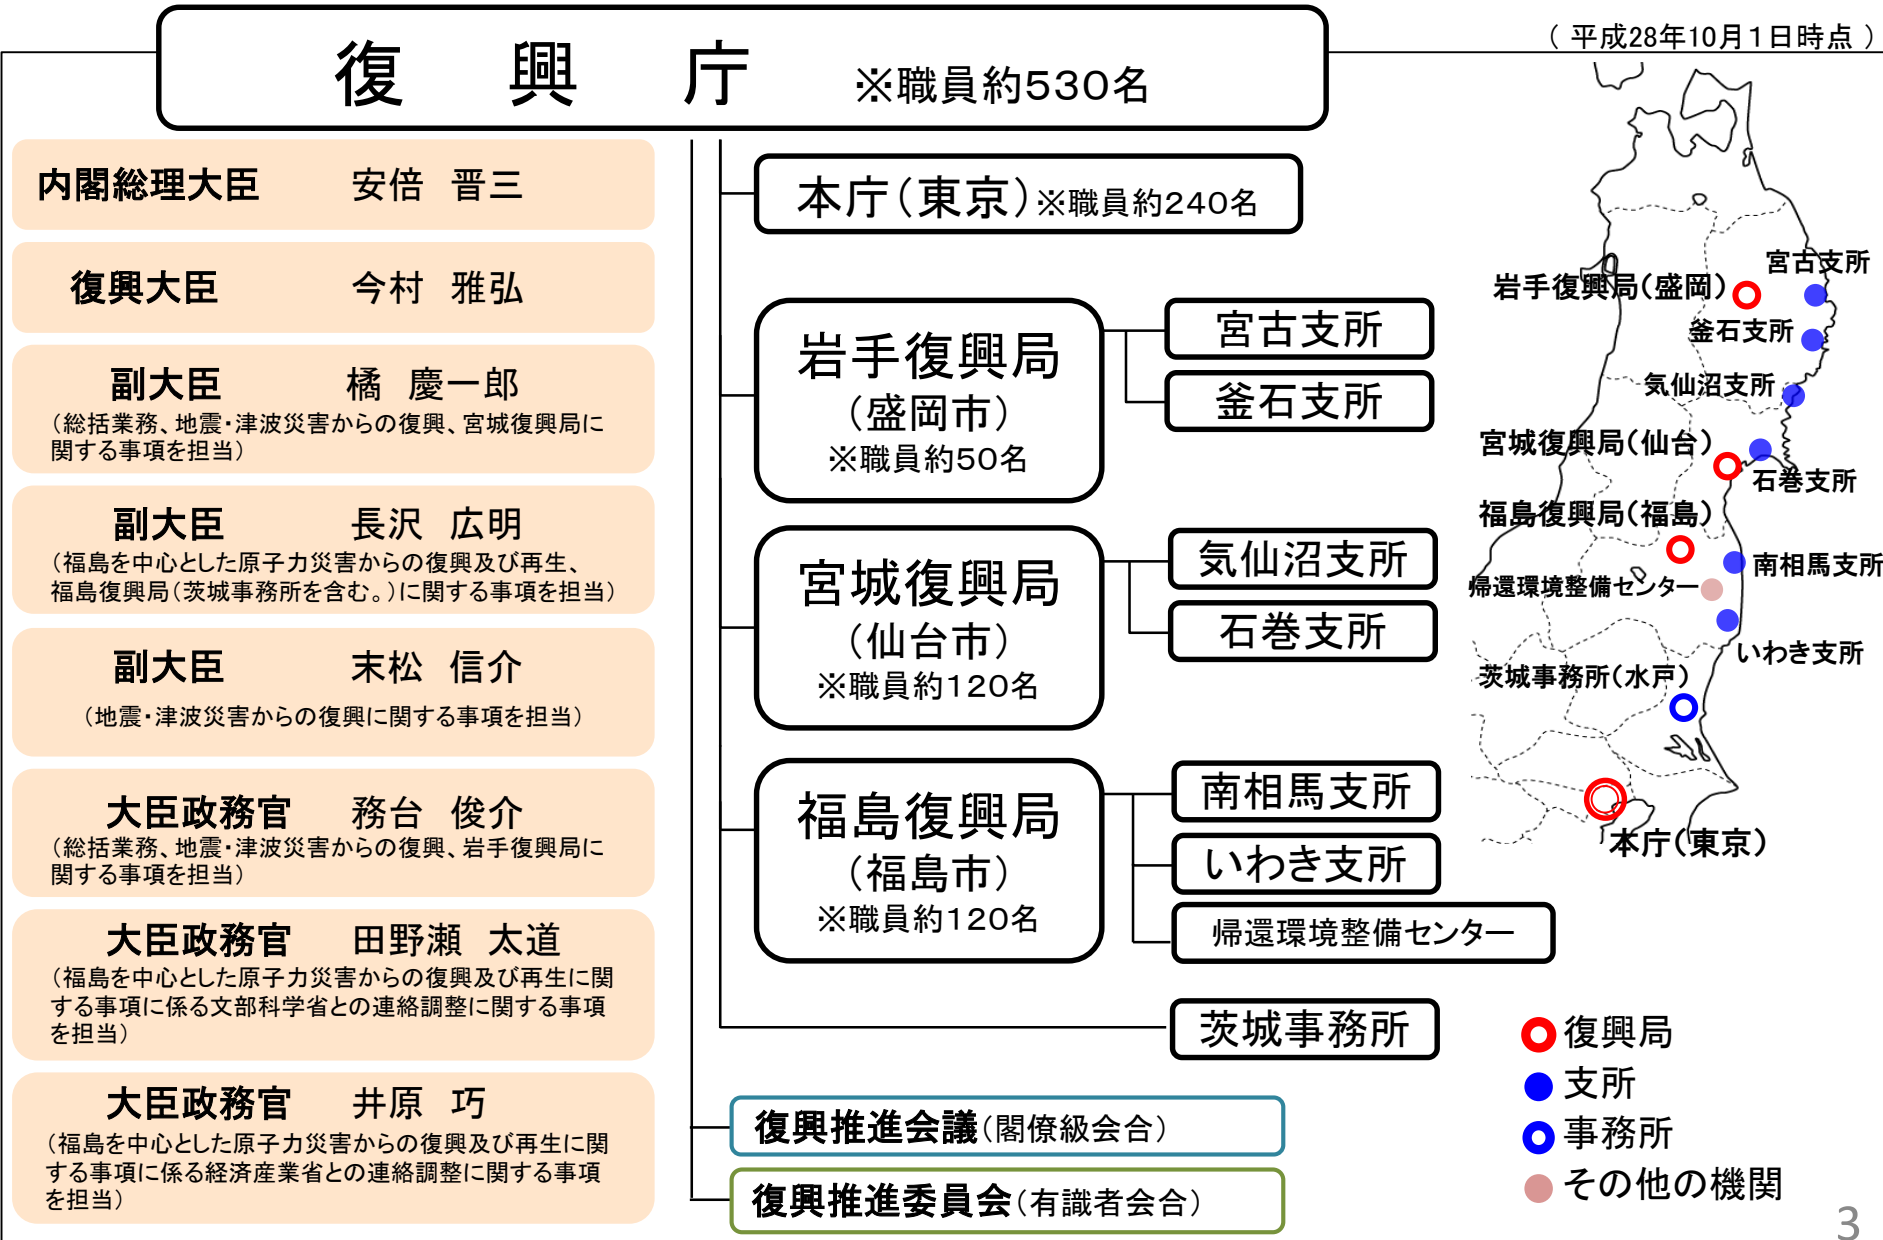 復興庁 ※職員約530名
（平成28年10月１日時点）
内閣総理大臣 安倍 晋三
復興大臣 今村 雅弘
副大臣 橘 慶一郎
（総括業務、地震・津波災害からの復興、宮城復興局に
関する事項を担当）
副大臣 長沢 広明
（福島を中心とした原子力災害からの復興及び再生、
福島復興局（茨城事務所を含む。）に関する事項を担当）
副大臣 末松 信介
（地震・津波災害からの復興に関する事項を担当）
大臣政務官 務台 俊介
（総括業務、地震・津波災害からの復興、岩手復興局に
関する事項を担当）
大臣政務官 田野瀬 太道
（福島を中心とした原子力災害からの復興及び再生に関
する事項に係る文部科学省との連絡調整に関する事項
を担当）
大臣政務官 井原 巧
（福島を中心とした原子力災害からの復興及び再生に関
する事項に係る経済産業省との連絡調整に関する事項
を担当）
本庁（東京）※職員約240名
岩手復興局
（盛岡市）
※職員約50名
宮古支所
釜石支所
宮城復興局
（仙台市）
※職員約120名
気仙沼支所
石巻支所
福島復興局
（福島市）
※職員約120名
南相馬支所
いわき支所
帰還環境整備センター
茨城事務所
復興推進会議（閣僚級会合）
復興推進委員会（有識者会合）
宮古支所
岩手復興局（盛岡）
釜石支所
気仙沼支所
宮城復興局（仙台）
石巻支所
福島復興局（福島）
南相馬支所
帰還環境整備センター
いわき支所
茨城事務所（水戸）
本庁（東京）
復興局
支所
事務所
その他の機関
3